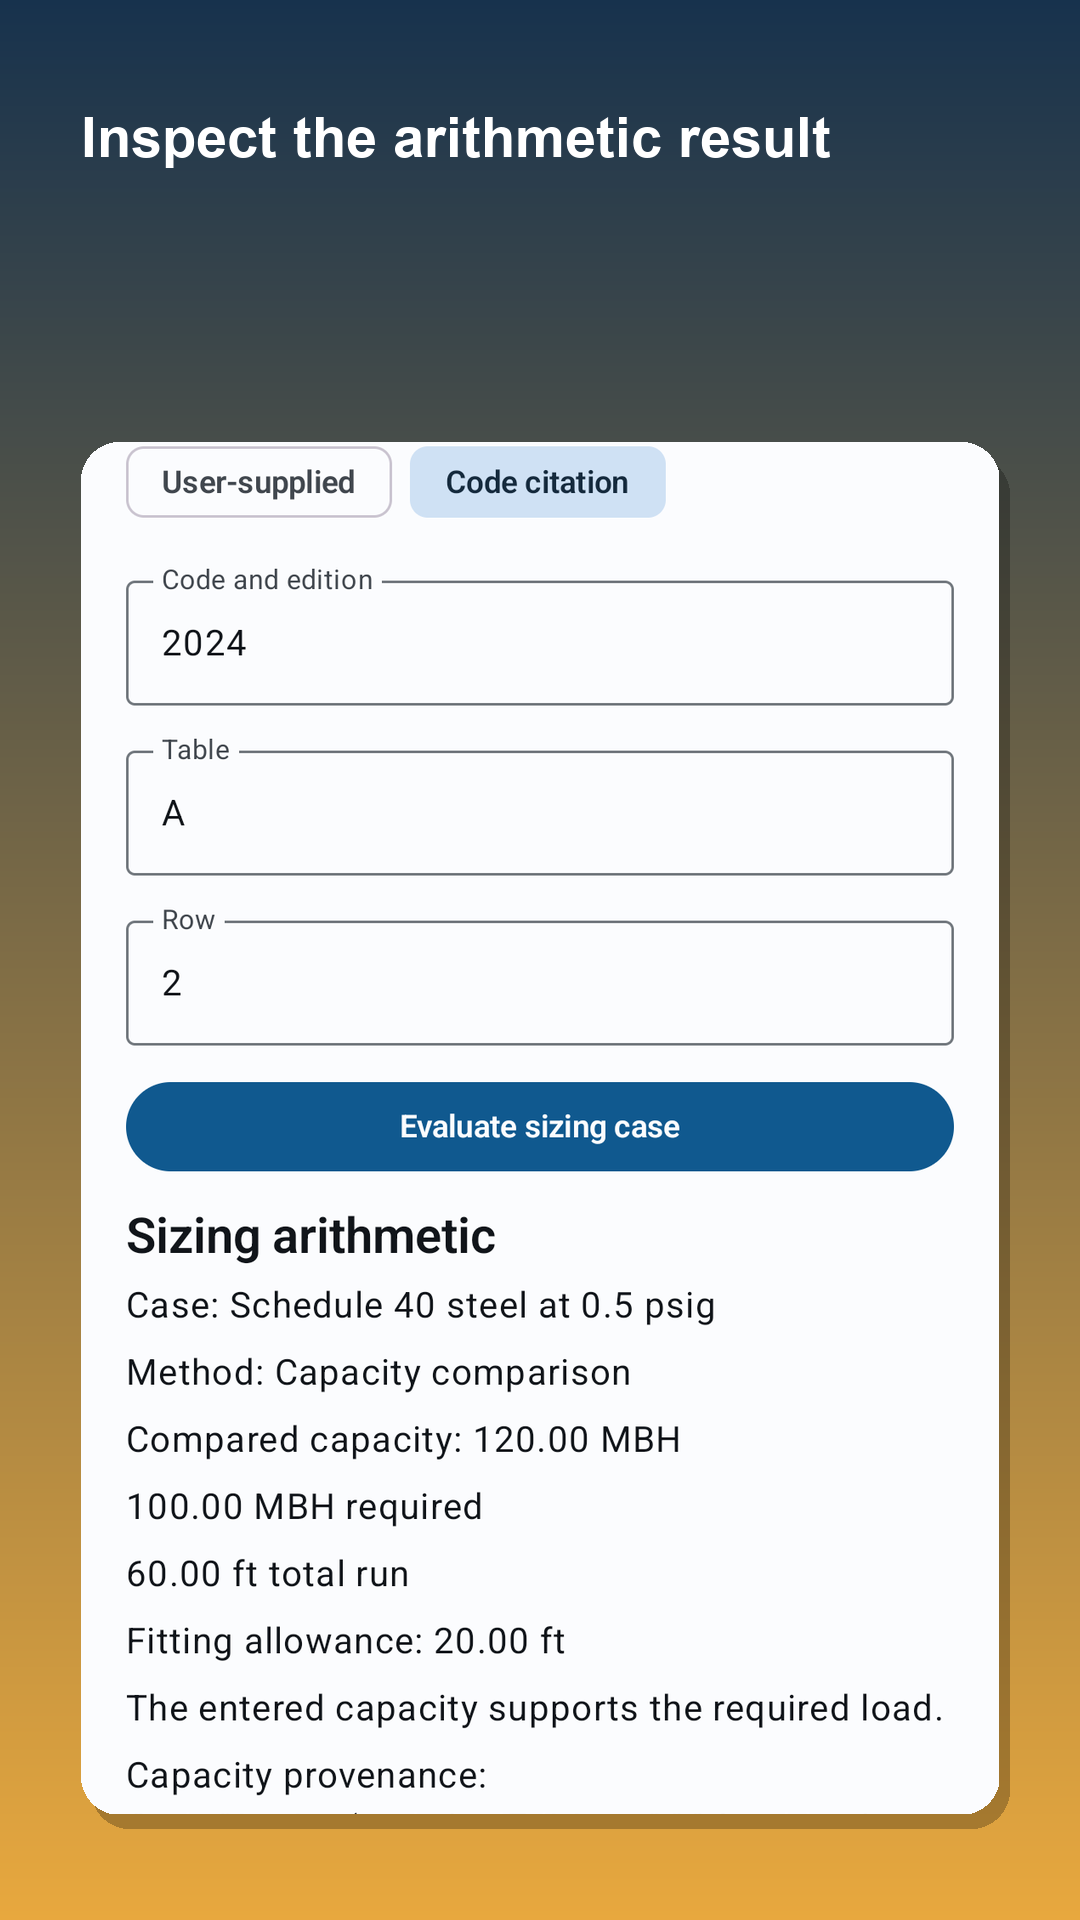 Inspect the arithmetic result
User-supplied
Code citation
Code and edition
2024
Table
A
Row
2
Evaluate sizing case
Sizing arithmetic
Case: Schedule 40 steel at 0.5 psig
Method: Capacity comparison
Compared capacity: 120.00 MBH
100.00 MBH required
60.00 ft total run
Fitting allowance: 20.00 ft
The entered capacity supports the required load.
Capacity provenance: